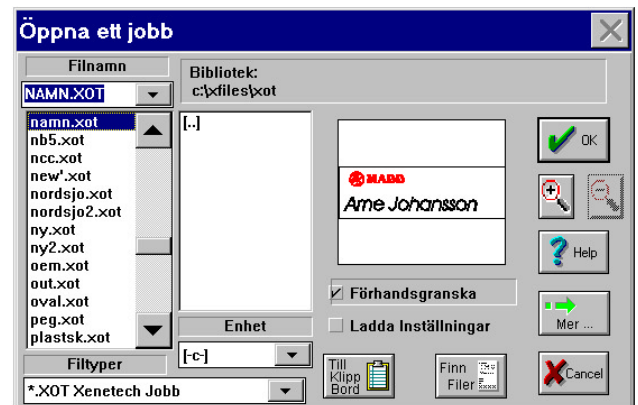 Öppna ett jobb
Filnamn
NAMN.XOT
namn.xot
nb5.xot
ncc.xot
new'.xot
nordsjo.xot
nordsjo2.xot
ny.xot
ny2.xot
oem.xot
out.xot
oval.xot
peg.xot
plastsk.xot
Filtyper
*.XOT Xenetech Jobb
Bibliotek:
c:\xfiles\xot
[..]
Enhet
[-c-]
MADD
Arne Johansson
Förhandsgranska
Ladda Inställningar
Till
Klipp
Bord
Finn
Filer
OK
Help
Mer ...
Cancel